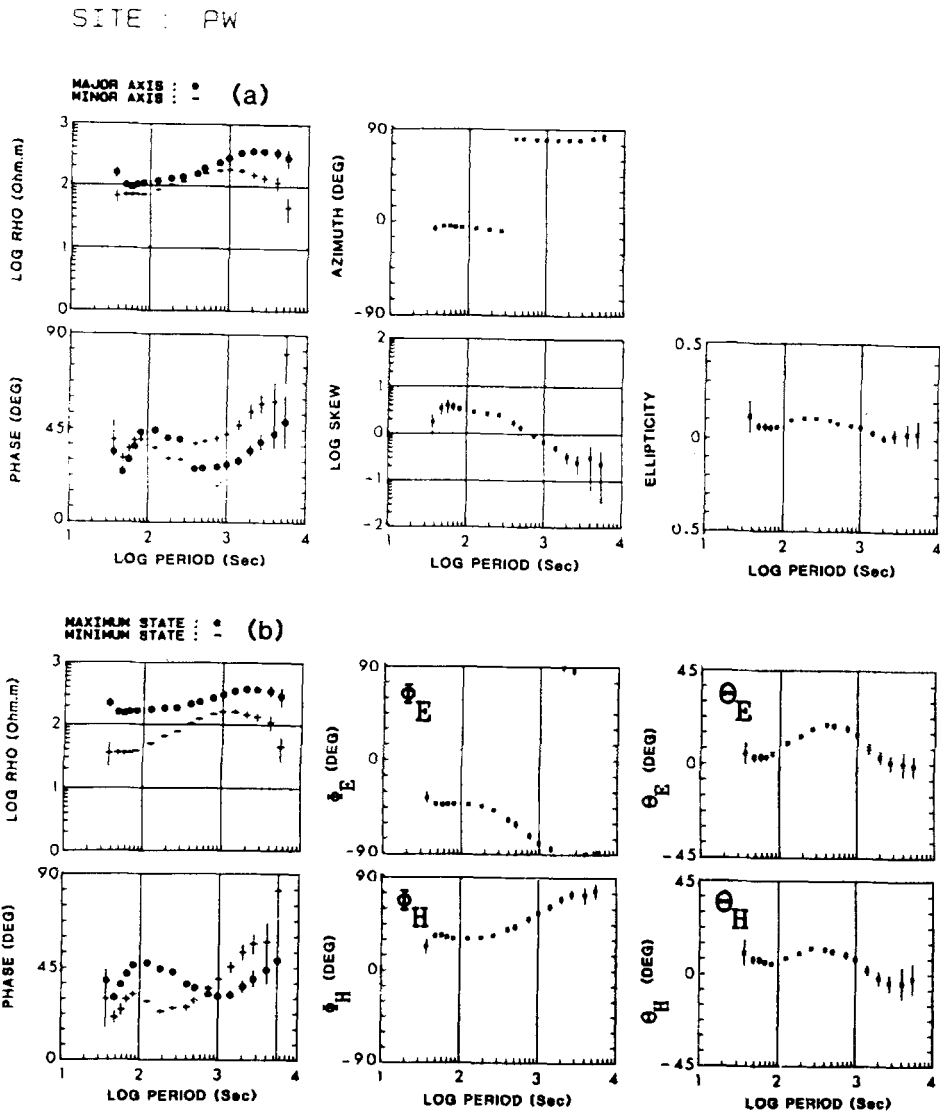 SITE : PW
MAJOR AXIS : •
MINOR AXIS : -
(a)
3
2
1
0
LOG RHO (Ohm.m)
90
0
-90
AZIMUTH (DEG)
90
45
0
PHASE (DEG)
1
2
3
4
LOG PERIOD (Sec)
2
1
0
-1
-2
LOG SKEW
1
2
3
4
LOG PERIOD (Sec)
0.5
0
0.5
ELLIPTICITY
1
2
3
4
LOG PERIOD (Sec)
MAXIMUM STATE : •
MINIMUM STATE : -
(b)
3
2
1
0
LOG RHO (Ohm.m)
90
0
-90
Φ_E (DEG)
Φ_E
45
0
-45
Θ_E (DEG)
Θ_E
90
45
0
PHASE (DEG)
1
2
3
4
LOG PERIOD (Sec)
90
0
-90
Φ_H (DEG)
Φ_H
1
2
3
4
LOG PERIOD (Sec)
45
0
-45
Θ_H (DEG)
Θ_H
1
2
3
4
LOG PERIOD (Sec)